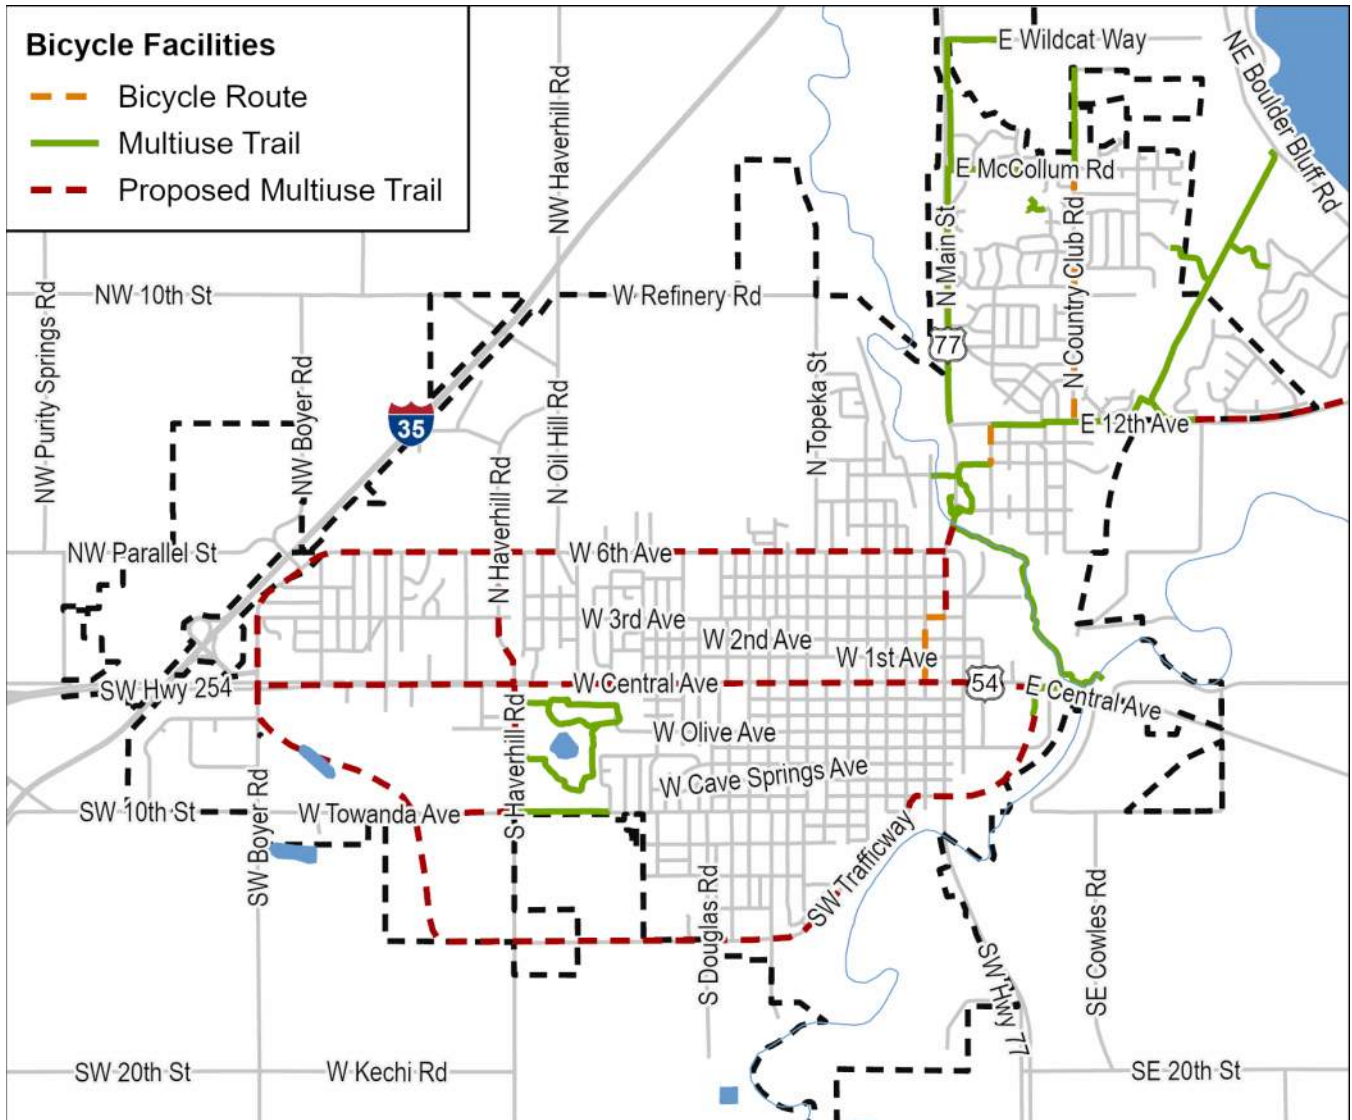 Bicycle Facilities
Bicycle Route
Multiuse Trail
Proposed Multiuse Trail
E Wildcat Way
NE Boulder Bluff Rd
NW Haverhill Rd
E McCollum Rd
N Main St
N Country Club Rd
NW 10th St
W Refinery Rd
NW Purity Springs Rd
77
NW Boyer Rd
N Oil Hill Rd
N Topeka St
35
E 12th Ave
N Haverhill Rd
NW Parallel St
W 6th Ave
W 3rd Ave
W 2nd Ave
W 1st Ave
SW Hwy 254
W Central Ave
54
E Central Ave
S Haverhill Rd
W Olive Ave
W Cave Springs Ave
SW Boyer Rd
SW 10th St
W Towanda Ave
SW Trafficway
S Douglas Rd
SE Cowles Rd
SW Hwy 77
SW 20th St
W Kechi Rd
SE 20th St